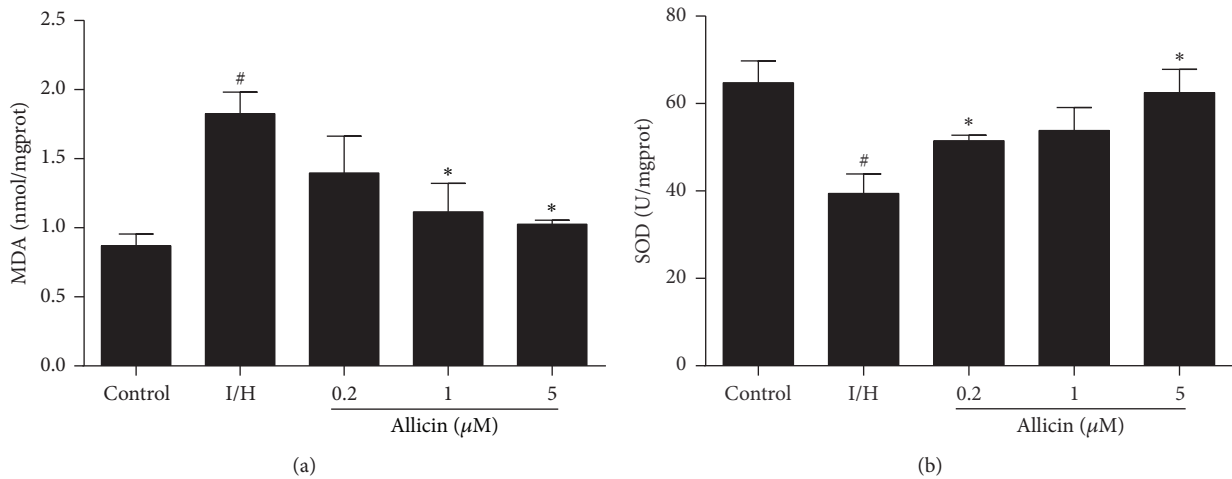 2.5
2.0
1.5
1.0
0.5
0.0
MDA (nmol/mgprot)
#
*
*
Control I/H 0.2 1 5
Allicin (μM)
(a)
80
60
40
80
0
SOD (U/mgprot)
#
*
*
Control I/H 0.2 1 5
Allicin (μM)
(b)